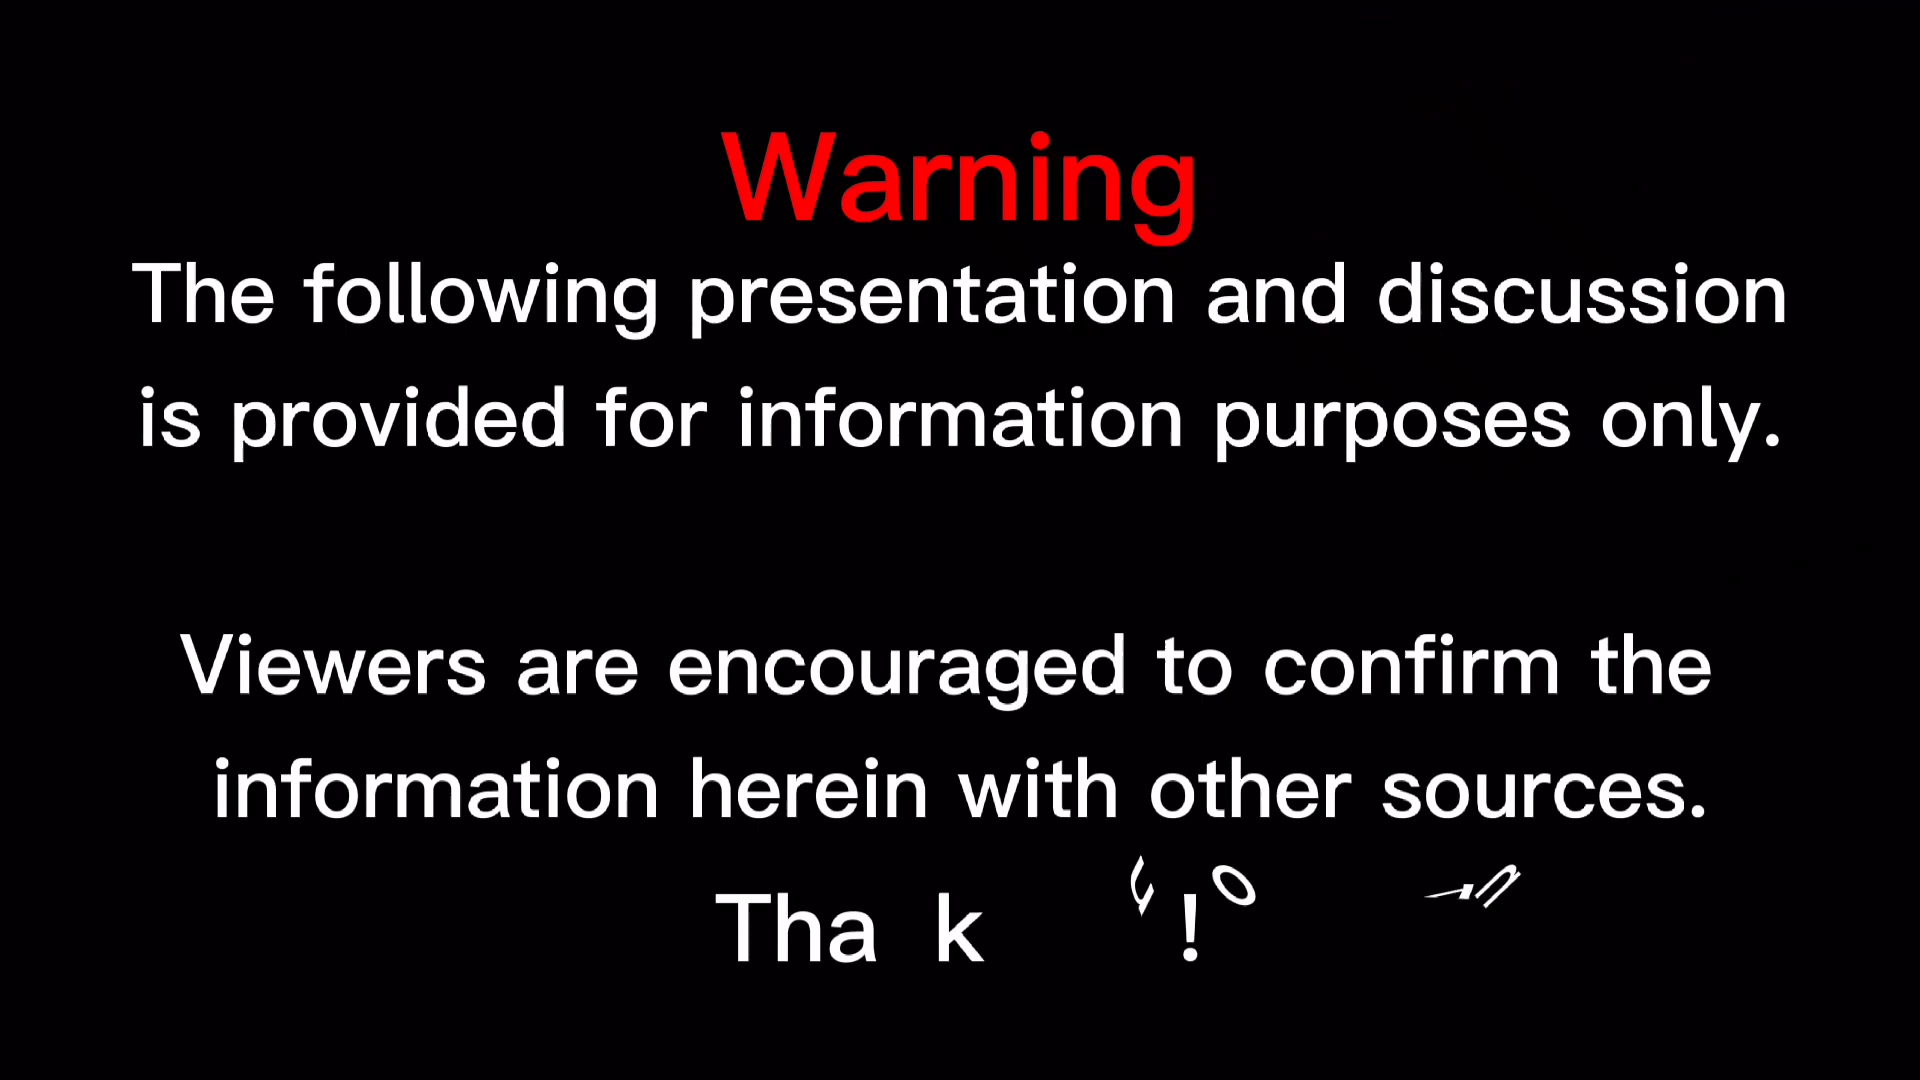 Warning
The following presentation and discussion
is provided for information purposes only.
Viewers are encouraged to confirm the
information herein with other sources.